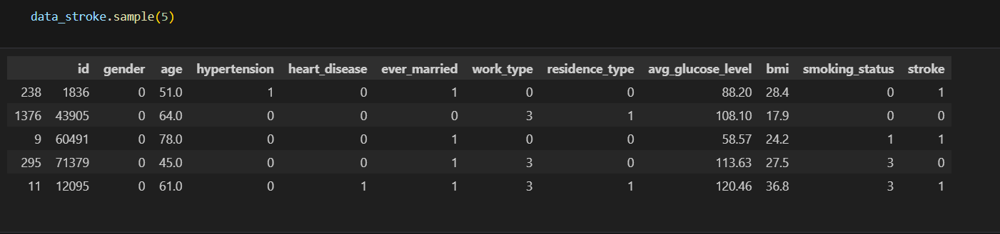 data_stroke.sample(5)
id gender age hypertension heart_disease ever_married work_type residence_type avg_glucose_level bmi smoking_status stroke
238 1836 0 51.0 1 0 1 0 0 88.20 28.4 0 1
1376 43905 0 64.0 0 0 0 3 1 108.10 17.9 0 0
9 60491 0 78.0 0 0 1 0 0 58.57 24.2 1 1
295 71379 0 45.0 0 0 1 3 0 113.63 27.5 3 0
11 12095 0 61.0 0 1 1 3 1 120.46 36.8 3 1